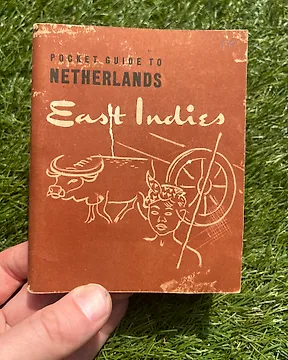 POCKET GUIDE TO
NETHERLANDS
East Indies